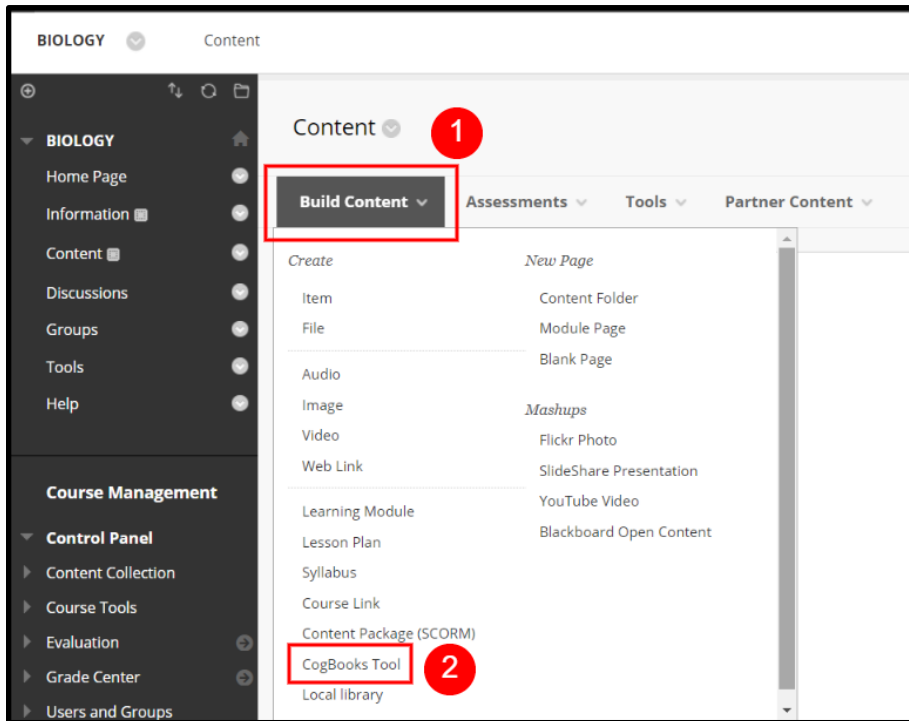 BIOLOGY Content
BIOLOGY
Home Page
Information
Content
Discussions
Groups
Tools
Help
Course Management
Control Panel
Content Collection
Course Tools
Evaluation
Grade Center
Users and Groups
Content
1
Build Content Assessments Tools Partner Content
Create
Item
File
Audio
Image
Video
Web Link
Learning Module
Lesson Plan
Syllabus
Course Link
Content Package (SCORM)
CogBooks Tool
2
Local library
New Page
Content Folder
Module Page
Blank Page
Mashups
Flickr Photo
SlideShare Presentation
YouTube Video
Blackboard Open Content